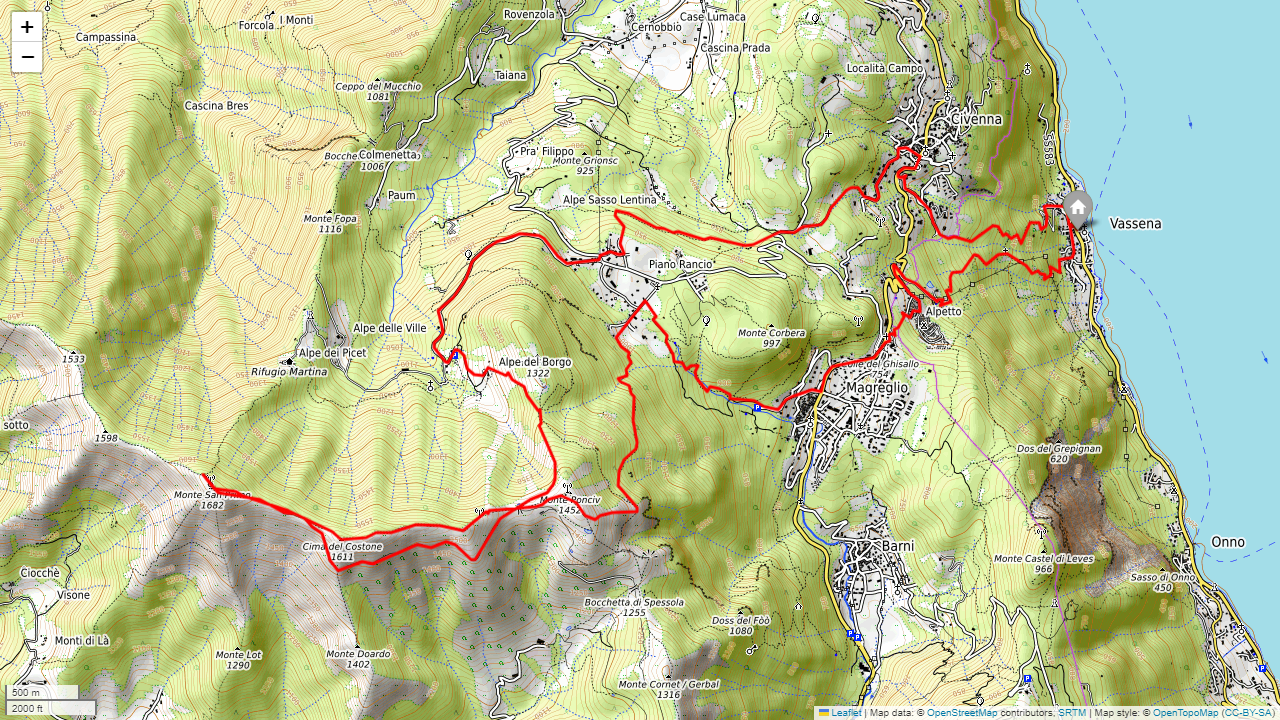 +
−
Rovenzola
Forcola
I Monti
Campassina
Cernobbio
Case Lumaca
Cascina Prada
Taiana
Località Campo
Ceppo del Mucchio
1081
Cascina Bres
Civenna
SS583
Colmenetta
1006
Pra' Filippo
Monte Grionsc
925
Paum
Alpe Sasso Lentina
Monte Fopa
1116
Vassena
Piano Rancio
Alpetto
Alpe delle Ville
Monte Corbera
997
Alpe dei Picet
Rifugio Martina
1533
Alpe del Borgo
1322
Colle del Ghisallo
754
Magreglio
sotto
1598
Dos del Grepignan
620
Monte San Primo
1682
Monte Ponciv
1452
Cima del Costone
1611
Barni
Onno
Monte Castel di Leves
966
Sasso di Onno
450
Ciocchè
Visone
Bocchetta di Spessola
1255
Doss del Fòò
1080
Monti di Là
Monte Lot
1290
Monte Doardo
1402
Monte Cornet / Gerbal
1316
500 m
2000 ft
Leaflet | Map data: © OpenStreetMap contributors, SRTM | Map style: © OpenTopoMap (CC-BY-SA)